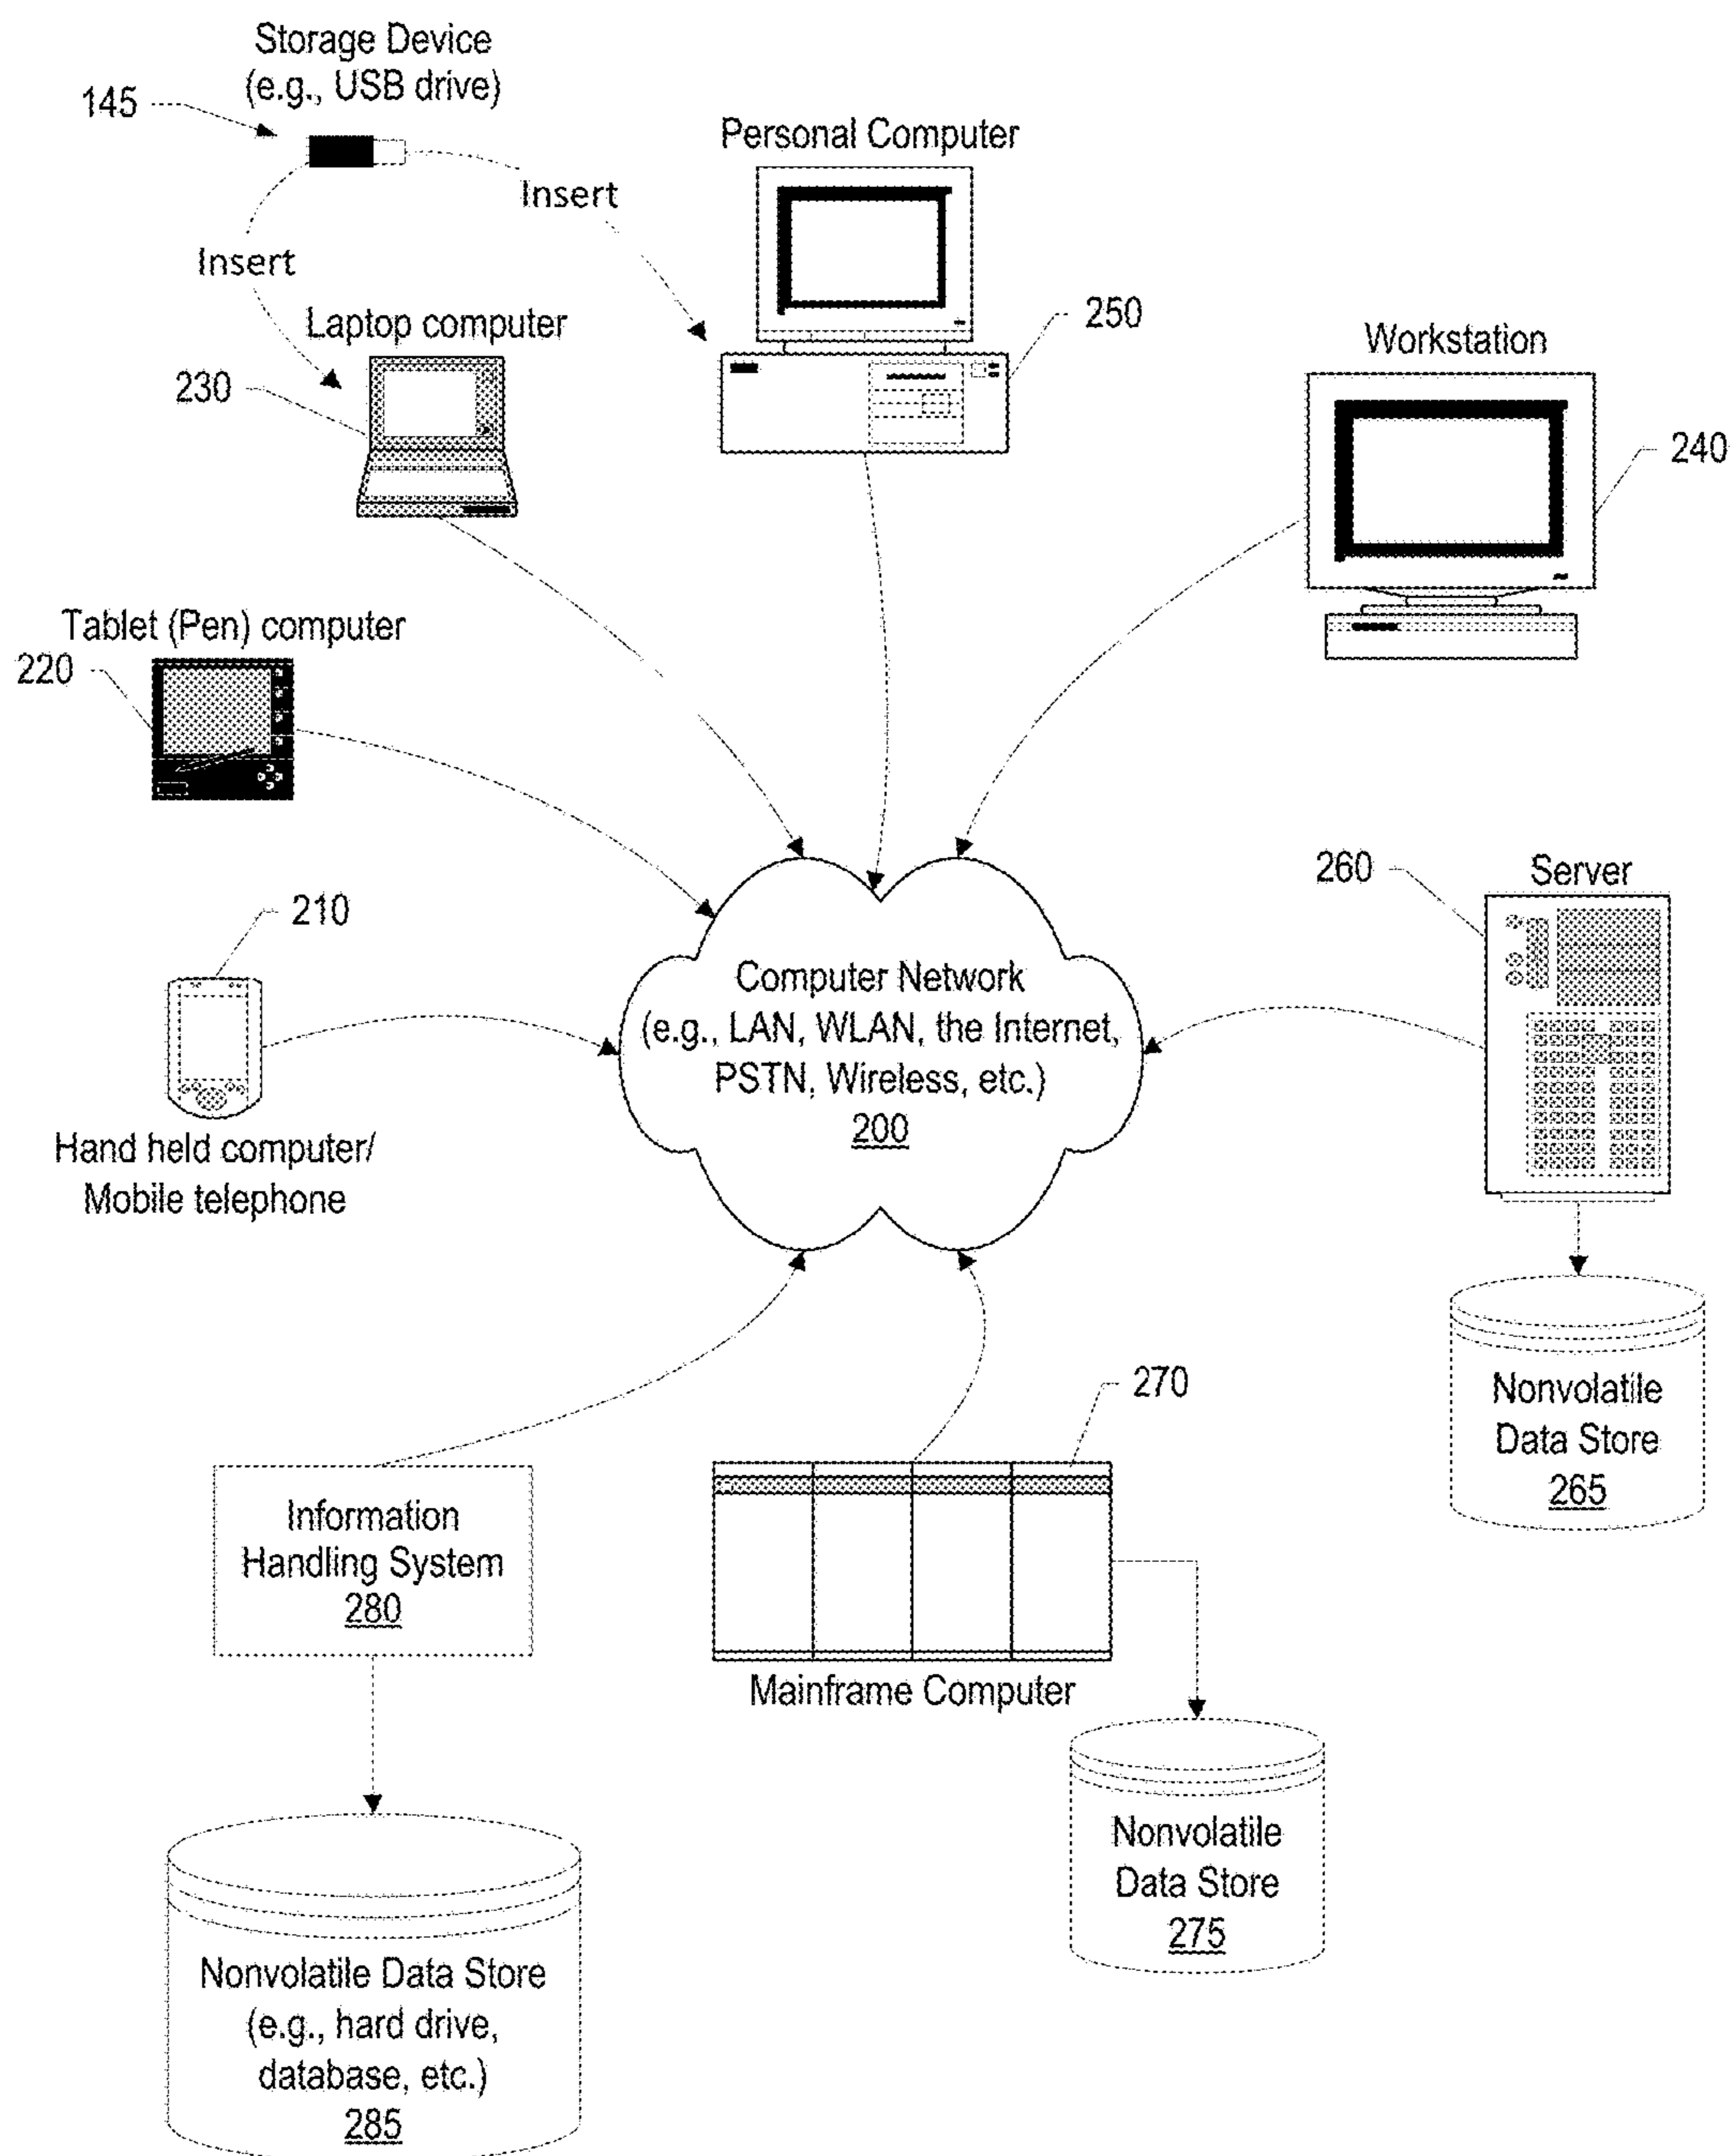 Storage Device
(e.g., USB drive)
145
Insert
Insert
Personal Computer
250
Laptop computer
230
Workstation
240
Tablet (Pen) computer
220
210
Hand held computer/
Mobile telephone
Computer Network
(e.g., LAN, WLAN, the Internet,
PSTN, Wireless, etc.)
200
260
Server
Nonvolatile
Data Store
265
Information
Handling System
280
270
Mainframe Computer
Nonvolatile
Data Store
275
Nonvolatile Data Store
(e.g., hard drive,
database, etc.)
285